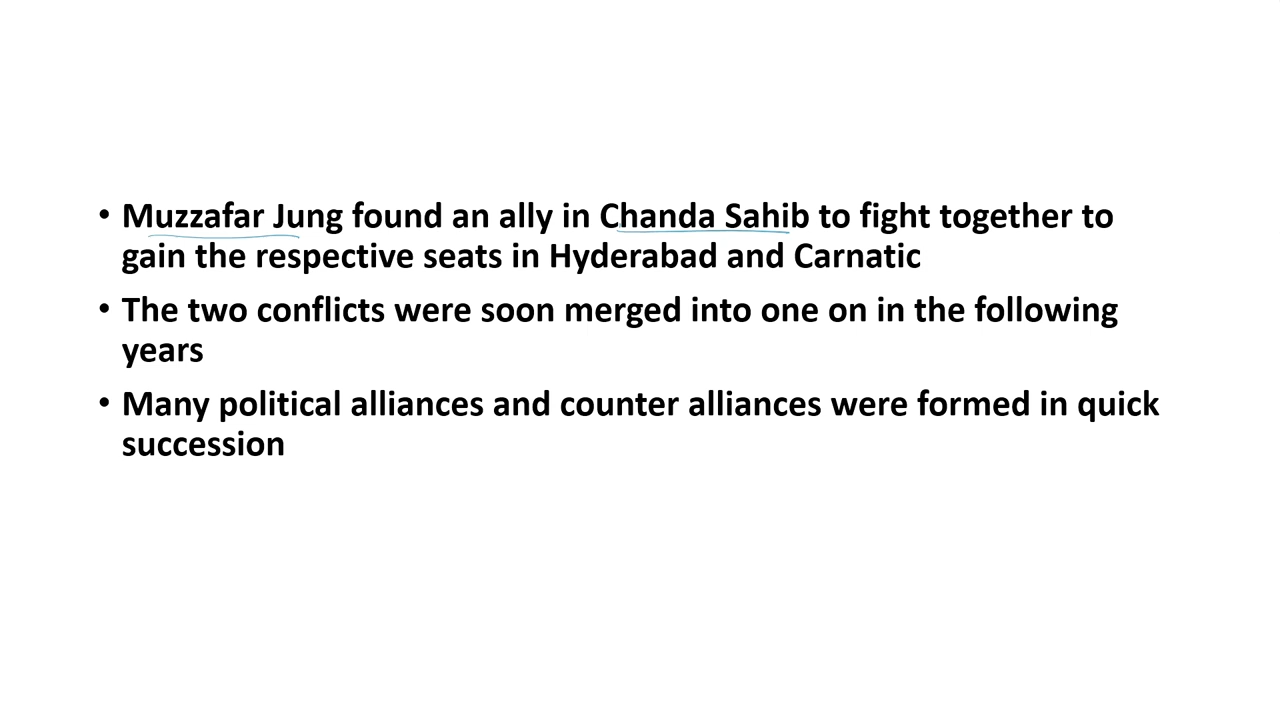 • Muzzafar Jung found an ally in Chanda Sahib to fight together to
gain the respective seats in Hyderabad and Carnatic
• The two conflicts were soon merged into one on in the following
years
• Many political alliances and counter alliances were formed in quick
succession